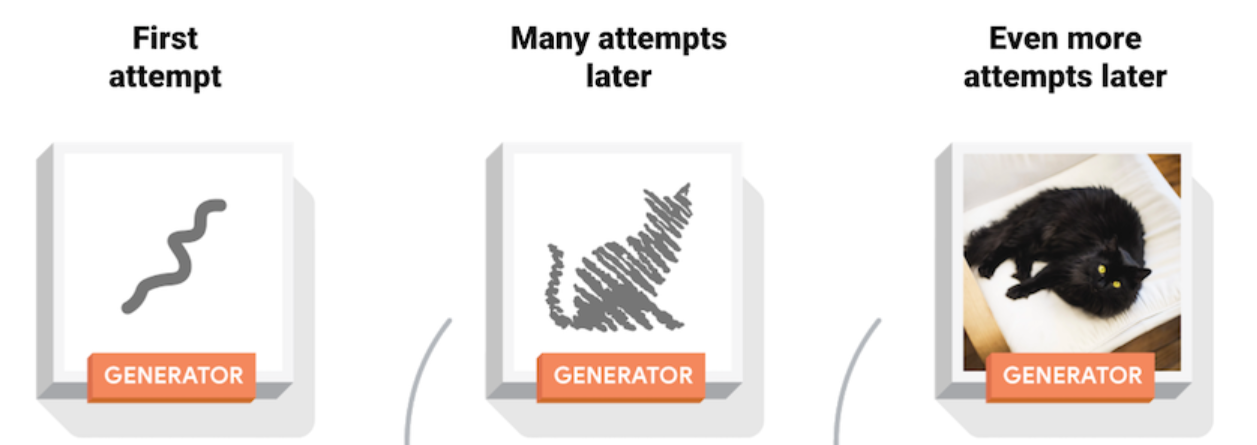 First
attempt
Many attempts
later
Even more
attempts later
GENERATOR
GENERATOR
GENERATOR